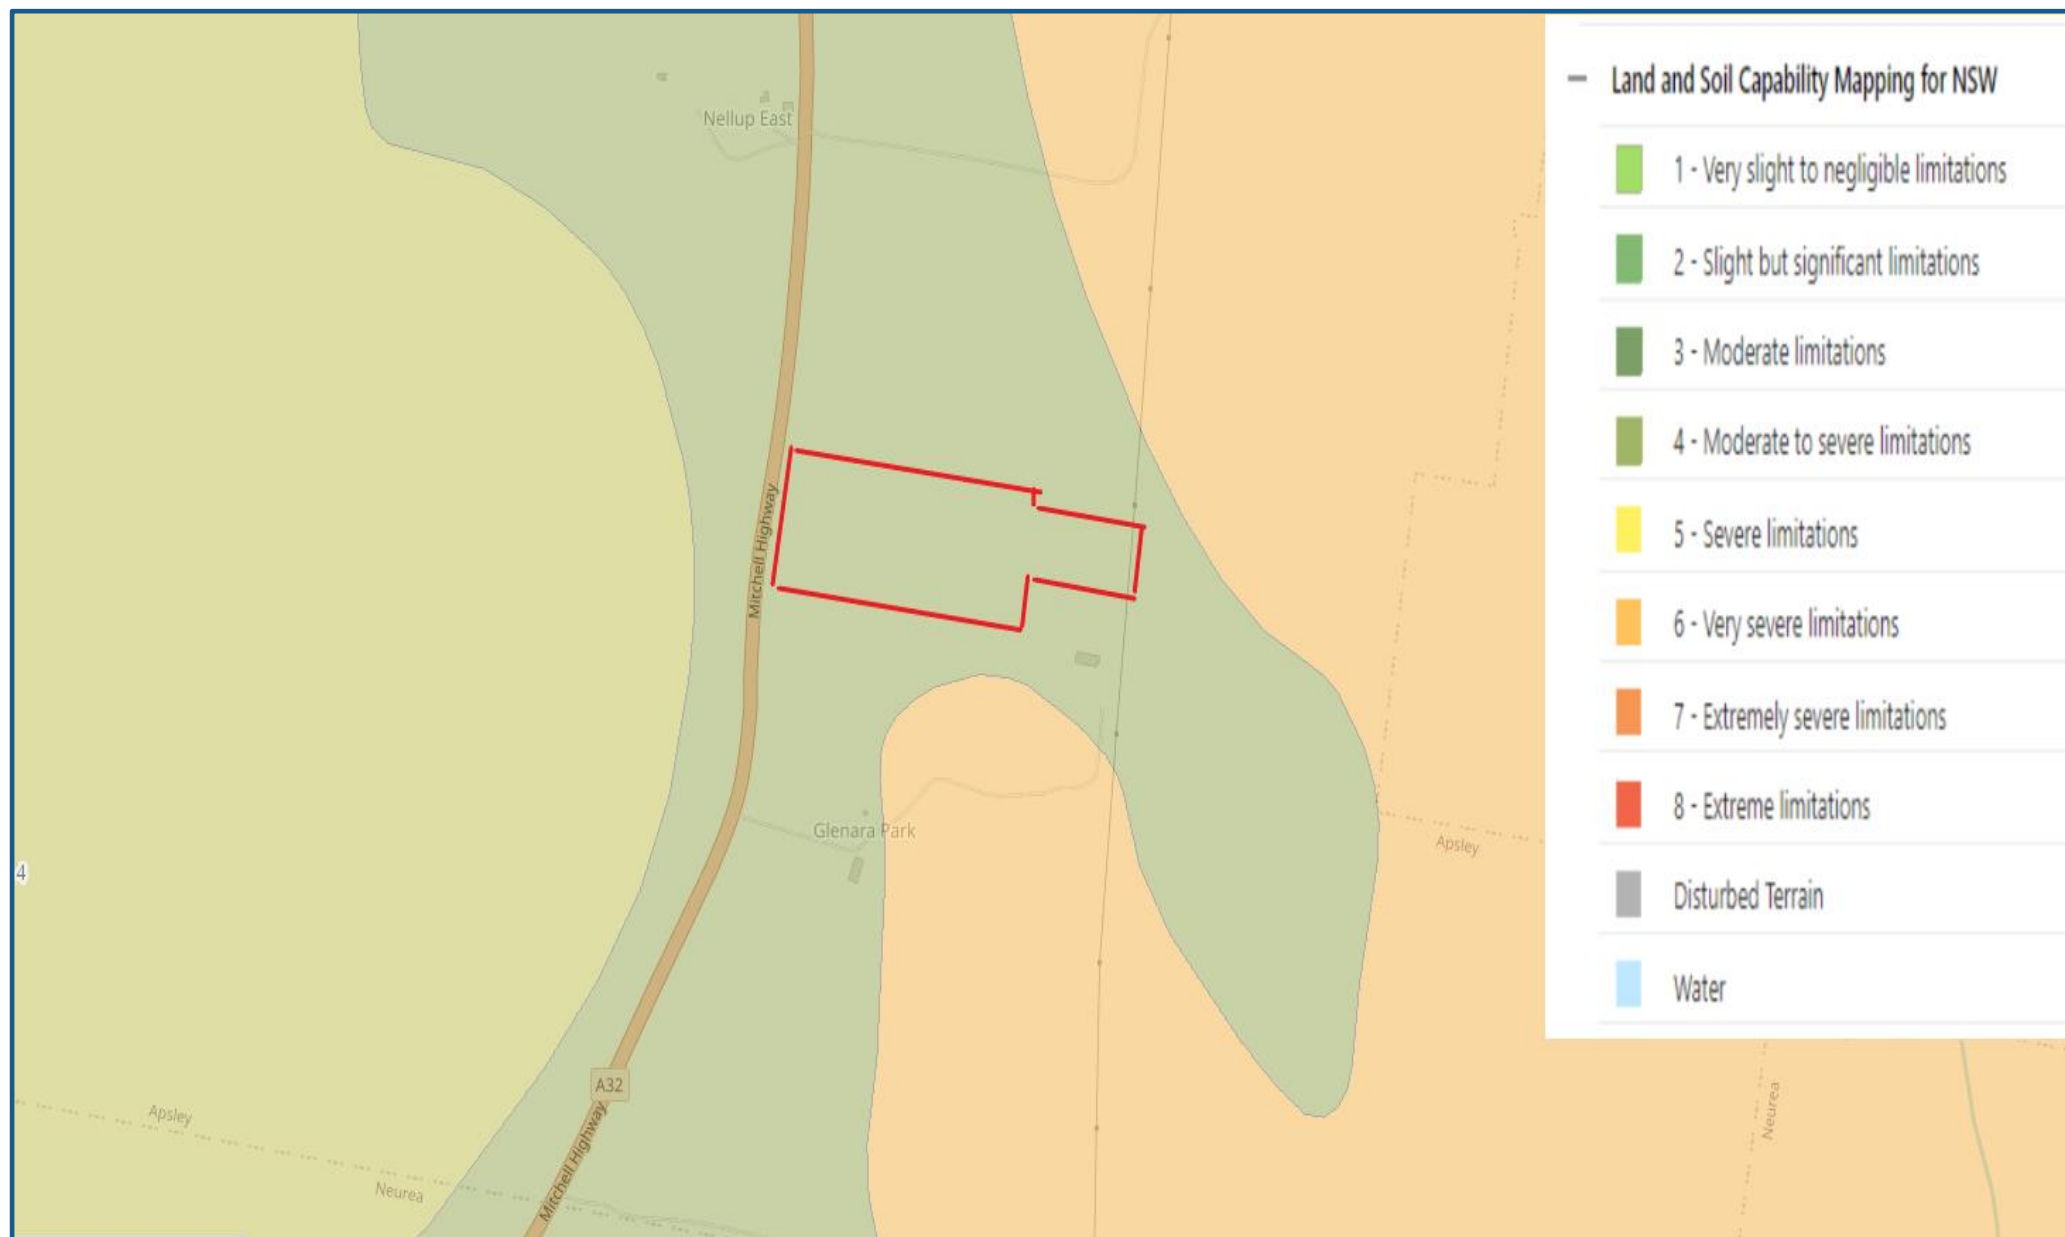 Nellup East
Mitchell Highway
Glenara Park
Apsley
4
A32
Mitchell Highway
Apsley
Neurea
Neurea
Land and Soil Capability Mapping for NSW
1 - Very slight to negligible limitations
2 - Slight but significant limitations
3 - Moderate limitations
4 - Moderate to severe limitations
5 - Severe limitations
6 - Very severe limitations
7 - Extremely severe limitations
8 - Extreme limitations
Disturbed Terrain
Water